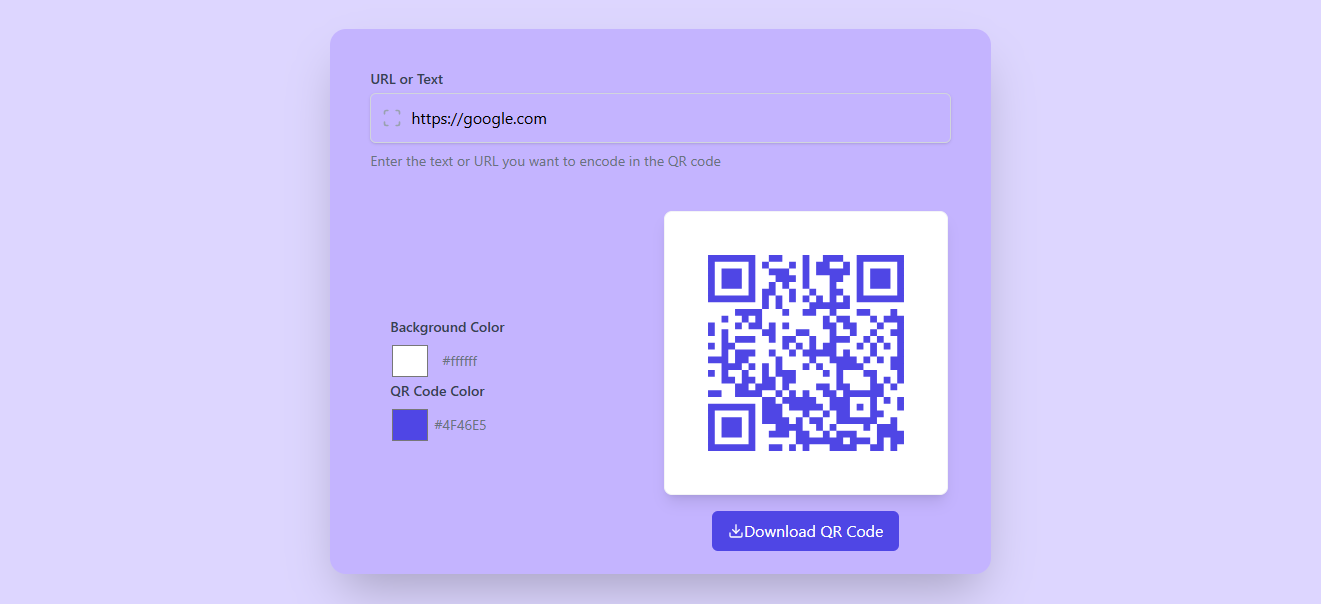 URL or Text
https://google.com
Enter the text or URL you want to encode in the QR code
Background Color
#ffffff
QR Code Color
#4F46E5
Download QR Code